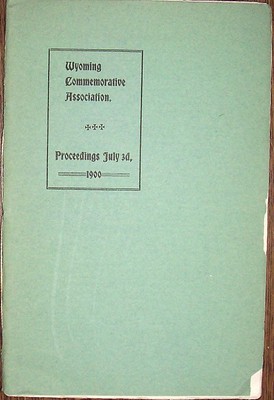 Wyoming
Commemorative
Association.
Proceedings July 3d,
1900